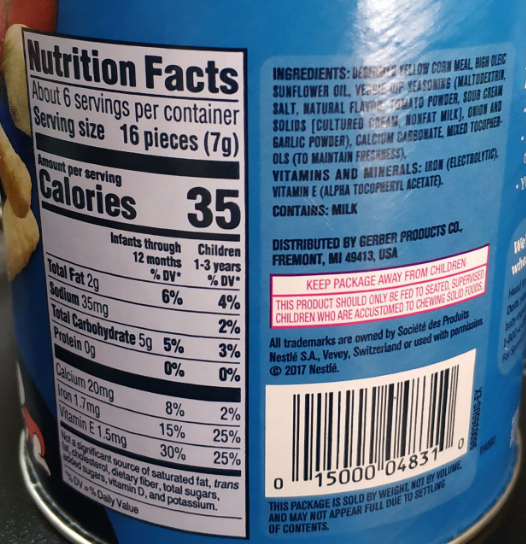 Nutrition Facts
About 6 servings per container
Serving size 16 pieces (7g)
Amount per serving
Calories 35
Infants through 12 months % DV* Children 1-3 years % DV*
Total Fat 2g 6% 4%
Sodium 35mg 2%
Total Carbohydrate 5g 5% 3%
Protein 0g 0% 0%
Calcium 20mg 8% 2%
Iron 1.7mg 15% 25%
Vitamin E 1.5mg 30% 25%
Not a significant source of saturated fat, trans
fat, cholesterol, dietary fiber, total sugars,
added sugars, vitamin D, and potassium.
*% DV = % Daily Value
INGREDIENTS: YELLOW CORN MEAL, HIGH OLEIC
SUNFLOWER OIL, DIP SEASONING (MALTODEXTRIN,
SALT, NATURAL FLAVOR, TOMATO POWDER, SOUR CREAM
SOLIDS [CULTURED CREAM, NONFAT MILK], ONION AND
GARLIC POWDER), CALCIUM CARBONATE, MIXED TOCOPHER-
OLS (TO MAINTAIN FRESHNESS).
VITAMINS AND MINERALS: IRON (ELECTROLYTIC),
VITAMIN E (ALPHA TOCOPHERYL ACETATE).
CONTAINS: MILK
DISTRIBUTED BY GERBER PRODUCTS CO.,
FREMONT, MI 49413, USA
KEEP PACKAGE AWAY FROM CHILDREN
THIS PRODUCT SHOULD ONLY BE FED TO SEATED, SUPERVISED
CHILDREN WHO ARE ACCUSTOMED TO CHEWING SOLID FOODS.
All trademarks are owned by Société des Produits
Nestlé S.A., Vevey, Switzerland or used with permission.
© 2017 Nestlé.
0 15000 04831 0
THIS PACKAGE IS SOLD BY WEIGHT, NOT BY VOLUME,
AND MAY NOT APPEAR FULL DUE TO SETTLING
OF CONTENTS.